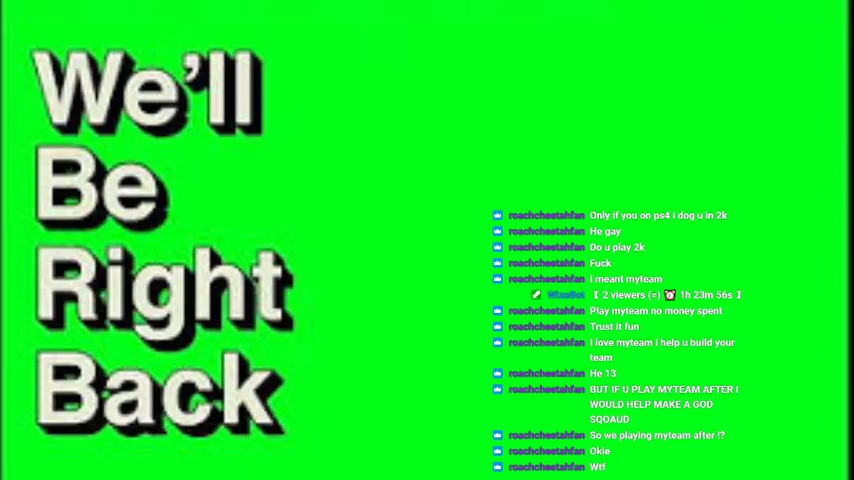 We'll
Be
Right
Back
roachcheetahfan Only if you on ps4 i dog u in 2k
roachcheetahfan He gay
roachcheetahfan Do u play 2k
roachcheetahfan Fuck
roachcheetahfan I meant myteam
WizeBot 【 2 viewers (=) ⏰ 1h 23m 56s 】
roachcheetahfan Play myteam no money spent
roachcheetahfan Trust it fun
roachcheetahfan I love myteam i help u build your
team
roachcheetahfan He 13
roachcheetahfan BUT IF U PLAY MYTEAM AFTER I
WOULD HELP MAKE A GOD
SQOAUD
roachcheetahfan So we playing myteam after !?
roachcheetahfan Okie
roachcheetahfan Wtf